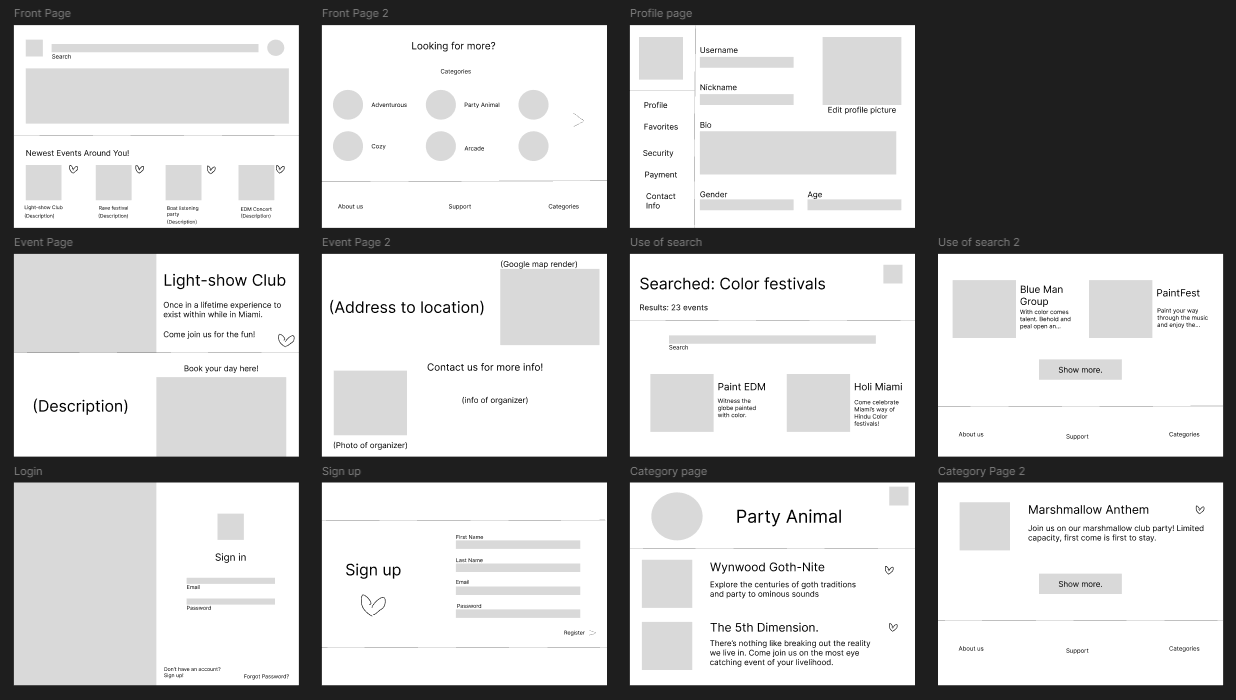 Front Page
Search
Newest Events Around You!
Light-show Club
(Description)
Rave festival
(Description)
Boat listening
party
(Description)
EDM Concert
(Description)
Front Page 2
Looking for more?
Categories
Adventurous
Party Animal
Cozy
Arcade
About us
Support
Categories
Profile page
Username
Nickname
Edit profile picture
Profile
Favorites
Security
Payment
Contact
Info
Bio
Gender
Age
Event Page
Light-show Club
Once in a lifetime experience to
exist within while in Miami.
Come join us for the fun!
Book your day here!
(Description)
Event Page 2
(Google map render)
(Address to location)
Contact us for more info!
(info of organizer)
(Photo of organizer)
Use of search
Searched: Color festivals
Results: 23 events
Search
Paint EDM
Witness the
globe painted
with color.
Holi Miami
Come celebrate
Miami's way of
Hindu Color
festivals!
Use of search 2
Blue Man
Group
With color comes
talent. Behold and
peal open an...
PaintFest
Paint your way
through the music
and enjoy the...
Show more.
About us
Support
Categories
Login
Sign in
Email
Password
Don't have an account?
Sign up!
Forgot Password?
Sign up
Sign up
First Name
Last Name
Email
Password
Register
Category page
Party Animal
Wynwood Goth-Nite
Explore the centuries of goth traditions
and party to ominous sounds
The 5th Dimension.
There's nothing like breaking out the reality
we live in. Come join us on the most eye
catching event of your livelihood.
Category Page 2
Marshmallow Anthem
Join us on our marshmallow club party! Limited
capacity, first come is first to stay.
Show more.
About us
Support
Categories